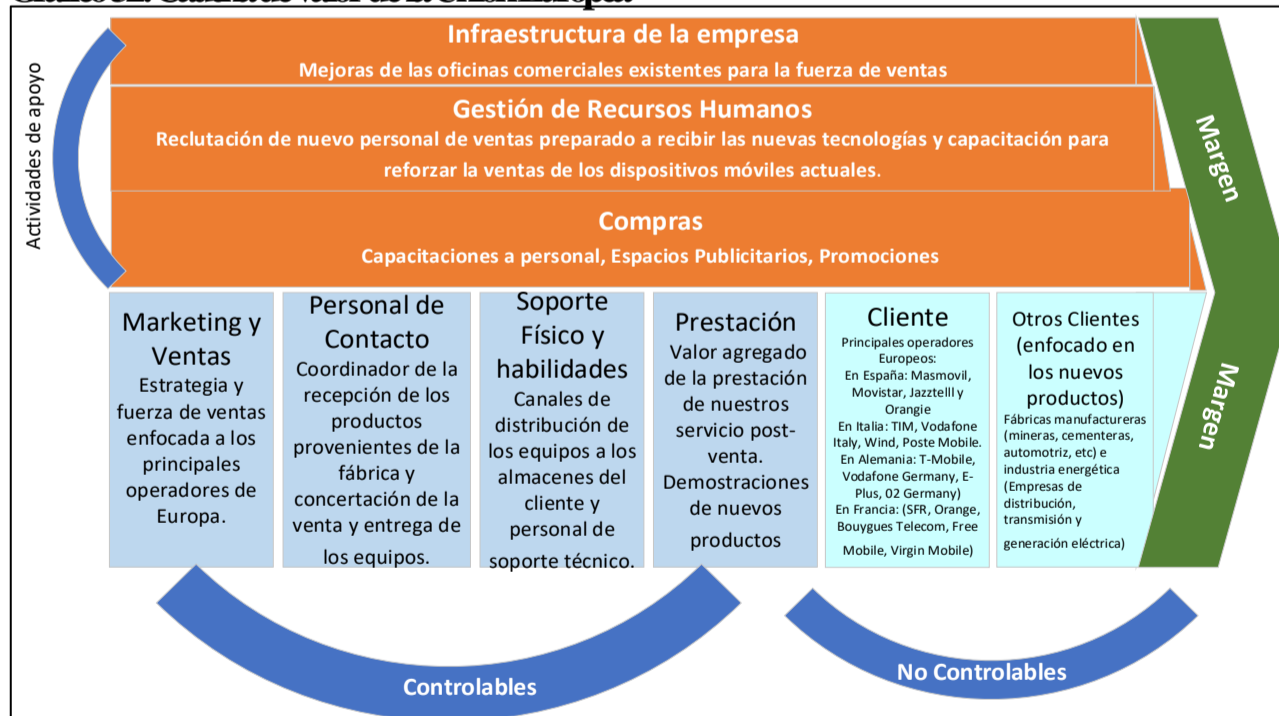 Infraestructura de la empresa
Mejoras de las oficinas comerciales existentes para la fuerza de ventas
Actividades de apoyo
Gestión de Recursos Humanos
Reclutación de nuevo personal de ventas preparado a recibir las nuevas tecnologías y capacitación para
reforzar la ventas de los dispositivos móviles actuales.
Compras
Capacitaciones a personal, Espacios Publicitarios, Promociones
Margen
Margen
Marketing y
Ventas
Estrategia y
fuerza de ventas
enfocada a los
principales
operadores de
Europa.
Personal de
Contacto
Coordinador de la
recepción de los
productos
provenientes de la
fábrica y
concertación de la
venta y entrega de
los equipos.
Soporte
Físico y
habilidades
Canales de
distribución de
los equipos a los
almacenes del
cliente y
personal de
soporte técnico.
Prestación
Valor agregado
de la prestación
de nuestros
servicio post-
venta.
Demostraciones
de nuevos
productos
Cliente
Principales operadores
Europeos:
En España: Masmovil,
Movistar, Jazztelll y
Orangie
En Italia: TIM, Vodafone
Italy, Wind, Poste Mobile.
En Alemania: T-Mobile,
Vodafone Germany, E-
Plus, 02 Germany)
En Francia: (SFR, Orange,
Bouygues Telecom, Free
Mobile, Virgin Mobile)
Otros Clientes
(enfocado en
los nuevos
productos)
Fábricas manufactureras
(mineras, cementeras,
automotriz, etc) e
industria energética
(Empresas de
distribución,
transmisión y
generación eléctrica)
Controlables
No Controlables